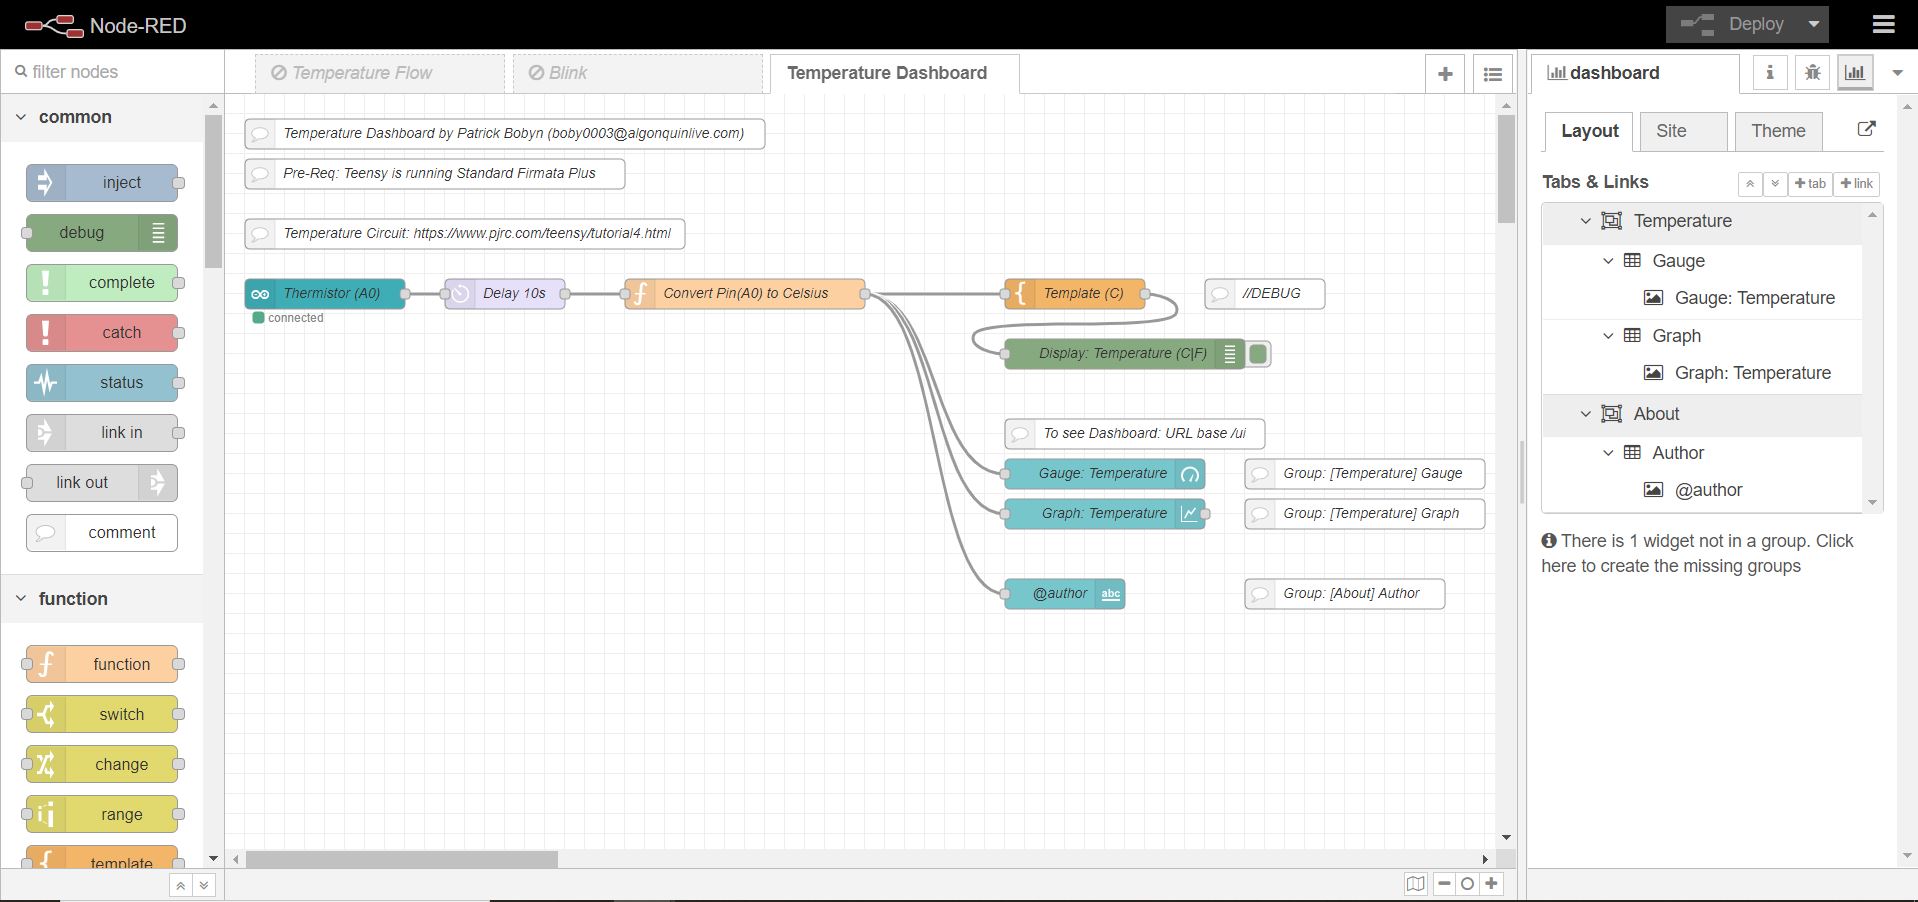 Node-RED
Deploy
filter nodes
Temperature Flow
Blink
Temperature Dashboard
dashboard
common
inject
debug
complete
catch
status
link in
link out
comment
function
function
switch
change
range
template
Temperature Dashboard by Patrick Bobyn (boby0003@algonquinlive.com)
Pre-Req: Teensy is running Standard Firmata Plus
Temperature Circuit: https://www.pjrc.com/teensy/tutorial4.html
Thermistor (A0)
connected
Delay 10s
Convert Pin(A0) to Celsius
Template (C)
//DEBUG
Display: Temperature (C|F)
To see Dashboard: URL base /ui
Gauge: Temperature
Group: [Temperature] Gauge
Graph: Temperature
Group: [Temperature] Graph
@author
abc
Group: [About] Author
Layout
Site
Theme
Tabs & Links
tab
link
Temperature
Gauge
Gauge: Temperature
Graph
Graph: Temperature
About
Author
@author
There is 1 widget not in a group. Click
here to create the missing groups